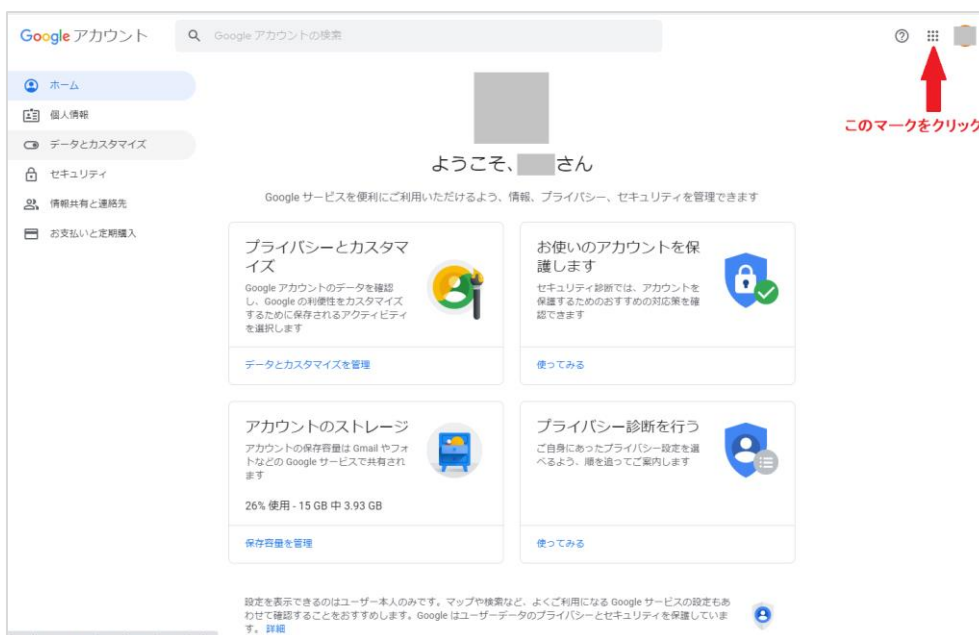 Google アカウント
Google アカウントの検索
このマークをクリック
ホーム
個人情報
データとカスタマイズ
セキュリティ
情報共有と連絡先
お支払いと定期購入
ようこそ、 さん
Google サービスを便利にご利用いただけるよう、情報、プライバシー、セキュリティを管理できます
プライバシーとカスタマ
イズ
Google アカウントのデータを確認
し、Google の利便性をカスタマイズ
するために保存されるアクティビティ
を選択します
データとカスタマイズを管理
お使いのアカウントを保
護します
セキュリティ診断では、アカウントを
保護するためのおすすめの対応策を確
認できます
使ってみる
アカウントのストレージ
アカウントの保存容量は Gmail やフォ
トなどの Google サービスで共有され
ます
26% 使用 - 15 GB 中 3.93 GB
保存容量を管理
プライバシー診断を行う
ご自身にあったプライバシー設定を選
べるよう、順を追ってご案内します
使ってみる
設定を表示できるのはユーザー本人のみです。マップや検索など、よくご利用になる Google サービスの設定もあ
わせて確認することをおすすめします。Google はユーザーデータのプライバシーとセキュリティを保護していま
す。 詳細